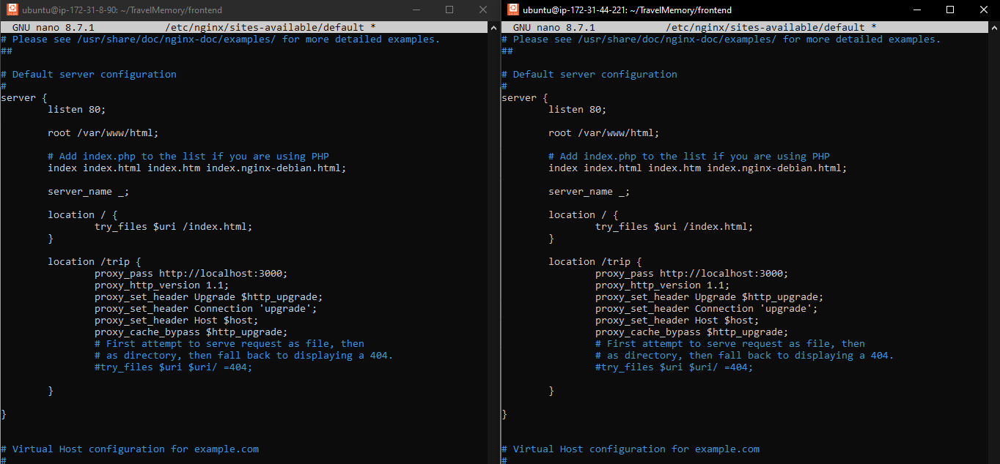 ubuntu@ip-172-31-8-90: ~/TravelMemory/frontend
GNU nano 8.7.1 /etc/nginx/sites-available/default *
# Please see /usr/share/doc/nginx-doc/examples/ for more detailed examples.
##
# Default server configuration
#
server {
listen 80;
root /var/www/html;
# Add index.php to the list if you are using PHP
index index.html index.htm index.nginx-debian.html;
server_name _;
location / {
try_files $uri /index.html;
}
location /trip {
proxy_pass http://localhost:3000;
proxy_http_version 1.1;
proxy_set_header Upgrade $http_upgrade;
proxy_set_header Connection 'upgrade';
proxy_set_header Host $host;
proxy_cache_bypass $http_upgrade;
# First attempt to serve request as file, then
# as directory, then fall back to displaying a 404.
#try_files $uri $uri/ =404;
}
}
# Virtual Host configuration for example.com
#
ubuntu@ip-172-31-44-221: ~/TravelMemory/frontend
GNU nano 8.7.1 /etc/nginx/sites-available/default *
# Please see /usr/share/doc/nginx-doc/examples/ for more detailed examples.
##
# Default server configuration
#
server {
listen 80;
root /var/www/html;
# Add index.php to the list if you are using PHP
index index.html index.htm index.nginx-debian.html;
server_name _;
location / {
try_files $uri /index.html;
}
location /trip {
proxy_pass http://localhost:3000;
proxy_http_version 1.1;
proxy_set_header Upgrade $http_upgrade;
proxy_set_header Connection 'upgrade';
proxy_set_header Host $host;
proxy_cache_bypass $http_upgrade;
# First attempt to serve request as file, then
# as directory, then fall back to displaying a 404.
#try_files $uri $uri/ =404;
}
}
# Virtual Host configuration for example.com
#